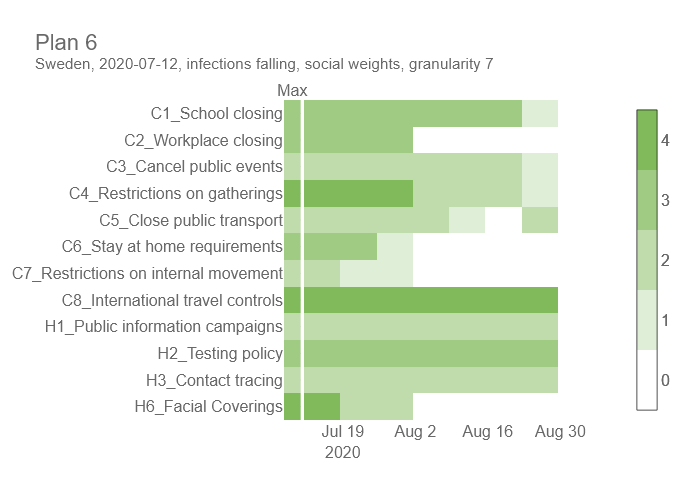 Plan 6
Sweden, 2020-07-12, infections falling, social weights, granularity 7
Max
C1_School closing
C2_Workplace closing
C3_Cancel public events
C4_Restrictions on gatherings
C5_Close public transport
C6_Stay at home requirements
C7_Restrictions on internal movement
C8_International travel controls
H1_Public information campaigns
H2_Testing policy
H3_Contact tracing
H6_Facial Coverings
Jul 19 Aug 2 Aug 16 Aug 30
2020
4
3
2
1
0